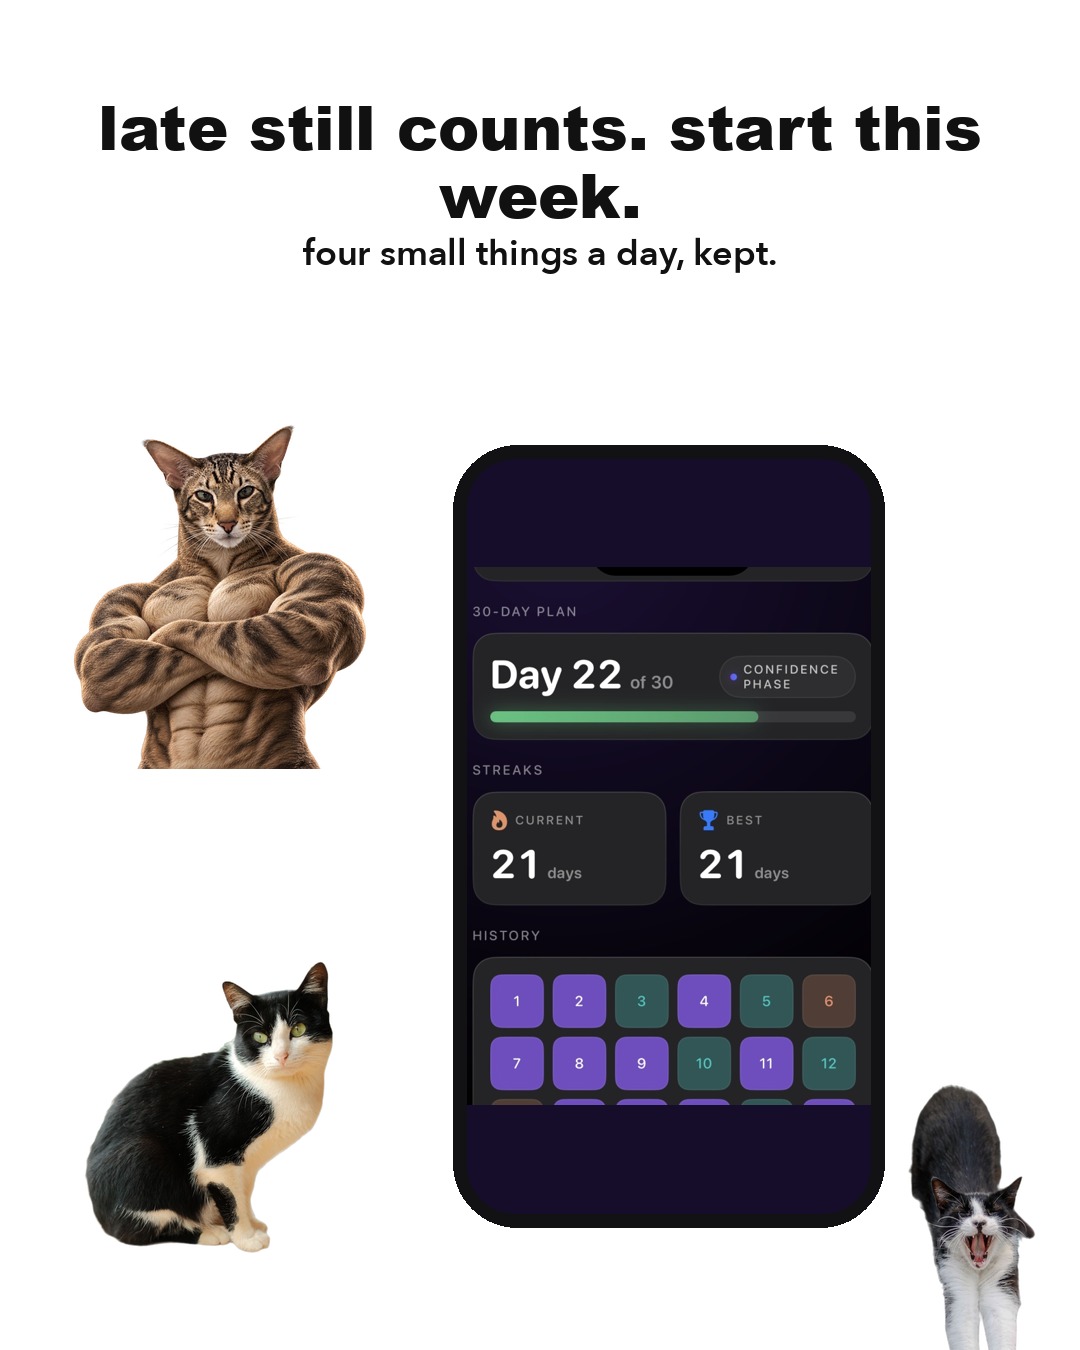 late still counts. start this
week.
four small things a day, kept.
30-DAY PLAN
Day 22 of 30
CONFIDENCE
PHASE
STREAKS
CURRENT
21 days
BEST
21 days
HISTORY
1 2 3 4 5 6
7 8 9 10 11 12